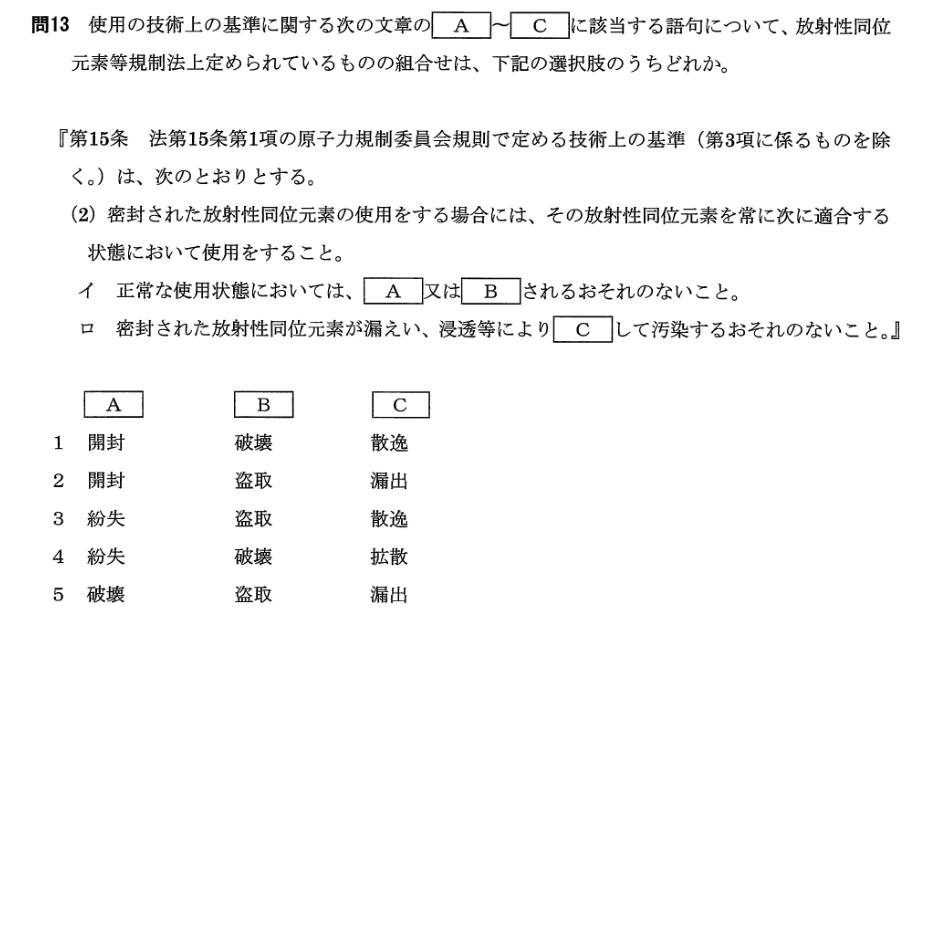 問13 使用の技術上の基準に関する次の文章の A ～ C に該当する語句について、放射性同位
元素等規制法上定められているものの組合せは、下記の選択肢のうちどれか。
『第15条 法第15条第1項の原子力規制委員会規則で定める技術上の基準（第3項に係るものを除
く。）は、次のとおりとする。
（2）密封された放射性同位元素の使用をする場合には、その放射性同位元素を常に次に適合する
状態において使用をすること。
イ 正常な使用状態においては、 A 又は B されるおそれのないこと。
ロ 密封された放射性同位元素が漏えい、浸透等により C して汚染するおそれのないこと。』
A B C
1 開封 破壊 散逸
2 開封 盗取 漏出
3 紛失 盗取 散逸
4 紛失 破壊 拡散
5 破壊 盗取 漏出